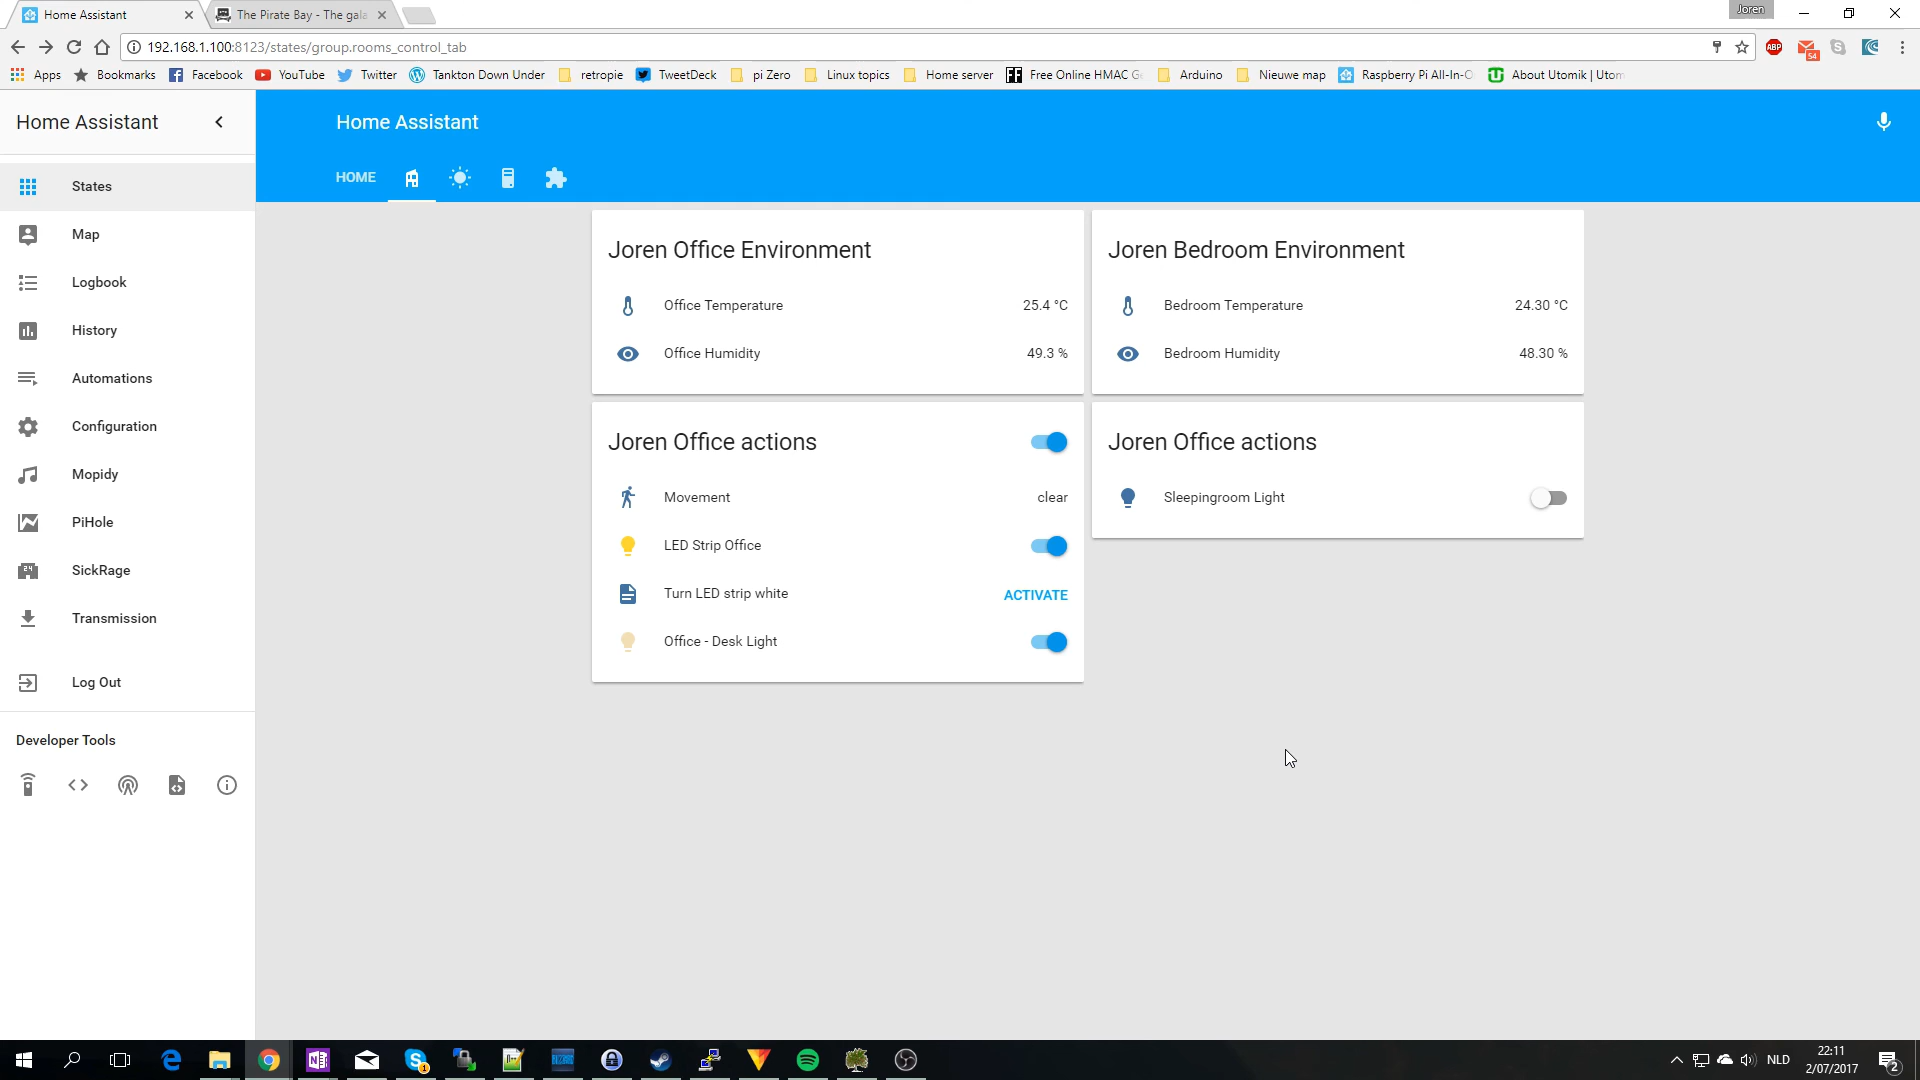 Home Assistant
The Pirate Bay - The gala
Joren
192.168.1.100:8123/states/group.rooms_control_tab
ABP
54
Apps
Bookmarks
Facebook
YouTube
Twitter
Tankton Down Under
retropie
TweetDeck
pi Zero
Linux topics
Home server
Free Online HMAC G
Arduino
Nieuwe map
Raspberry Pi All-In-O
About Utomik | Utom
Home Assistant
Home Assistant
HOME
States
Map
Logbook
History
Automations
Configuration
Mopidy
PiHole
SickRage
Transmission
Log Out
Developer Tools
Joren Office Environment
Office Temperature 25.4 °C
Office Humidity 49.3 %
Joren Bedroom Environment
Bedroom Temperature 24.30 °C
Bedroom Humidity 48.30 %
Joren Office actions
Movement clear
LED Strip Office
Turn LED strip white ACTIVATE
Office - Desk Light
Joren Office actions
Sleepingroom Light
NLD
22:11
2/07/2017
2